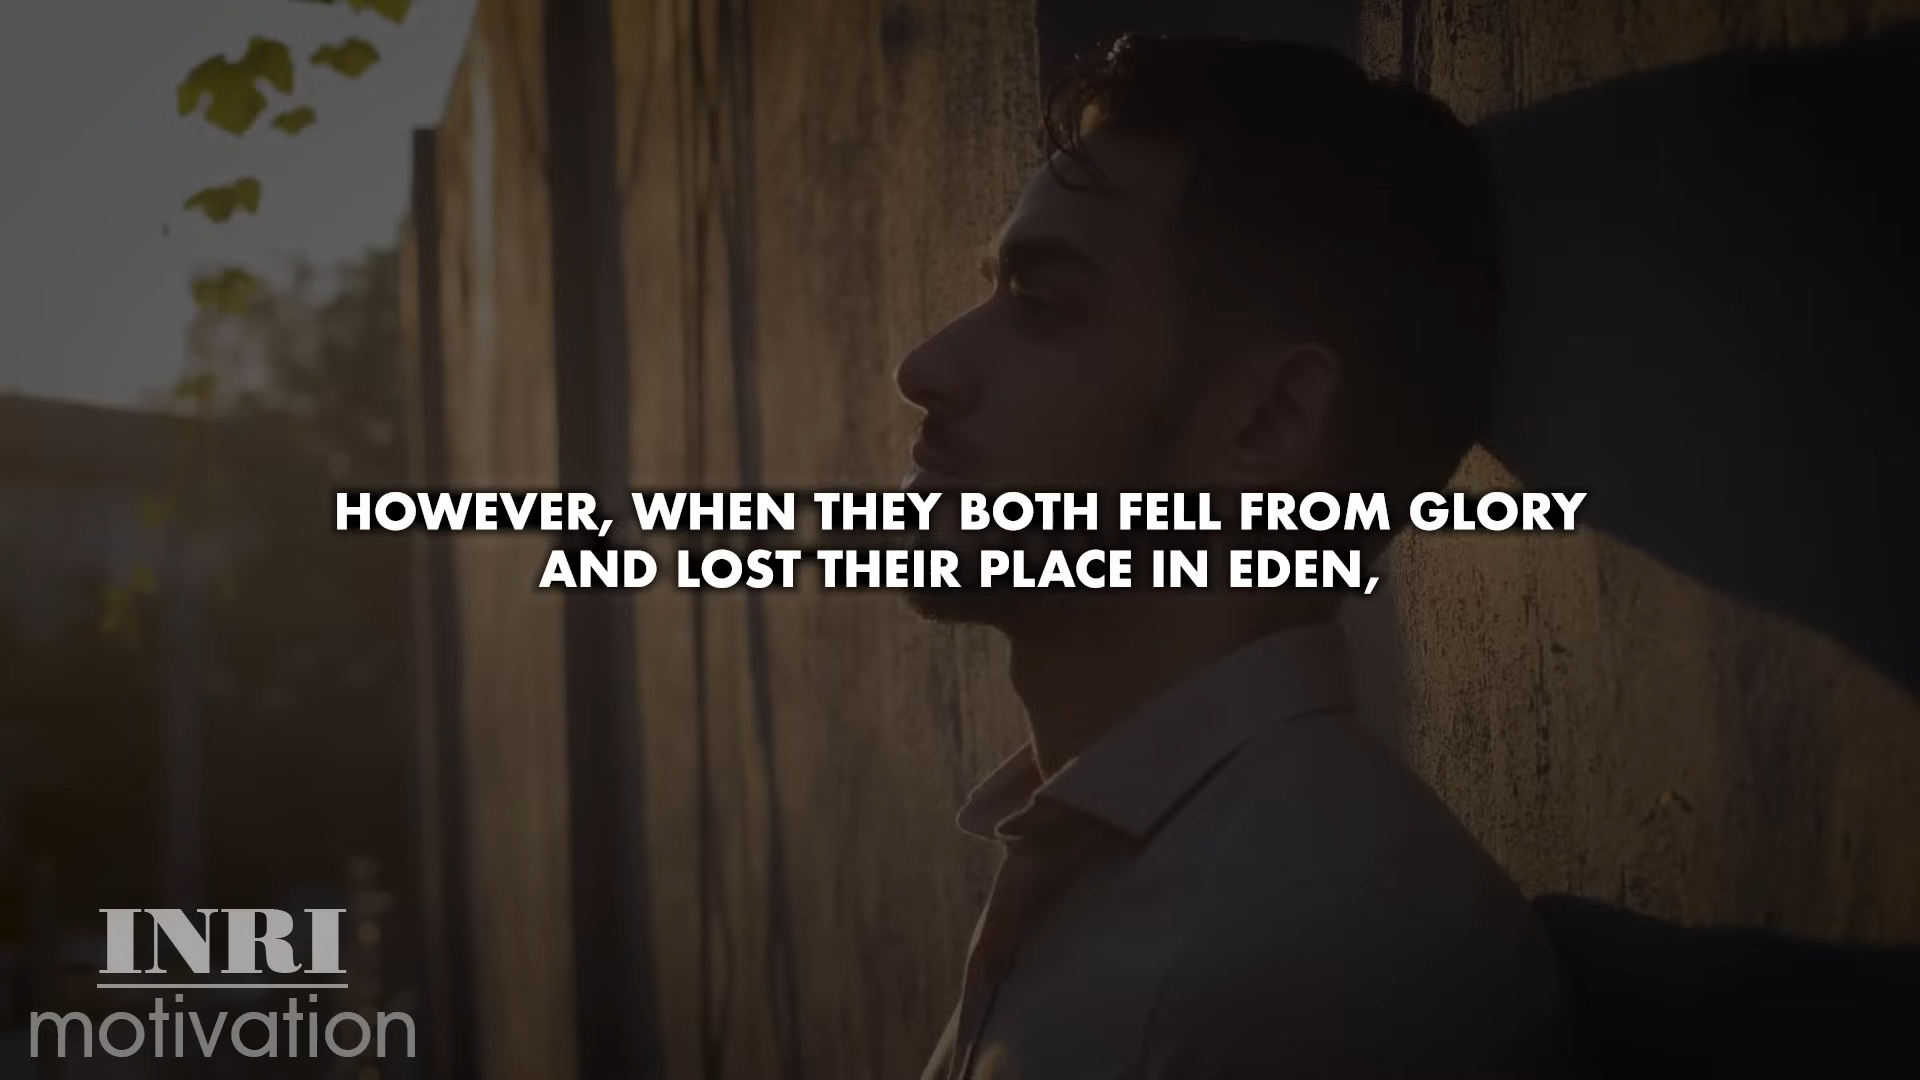 HOWEVER, WHEN THEY BOTH FELL FROM GLORY
AND LOST THEIR PLACE IN EDEN,
INRI
motivation